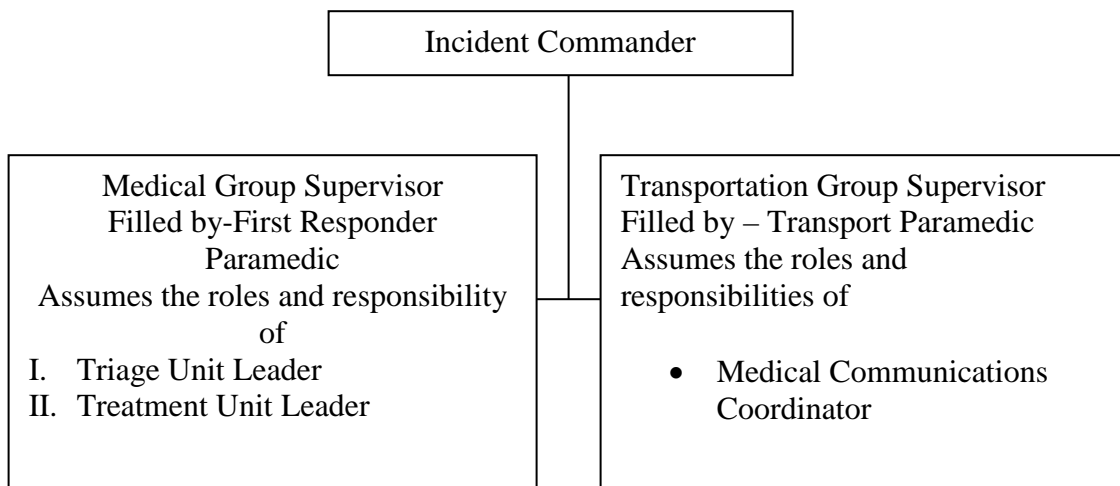 Incident Commander
Medical Group Supervisor
Filled by-First Responder
Paramedic
Assumes the roles and responsibility
of
I. Triage Unit Leader
II. Treatment Unit Leader
Transportation Group Supervisor
Filled by – Transport Paramedic
Assumes the roles and
responsibilities of
• Medical Communications
Coordinator